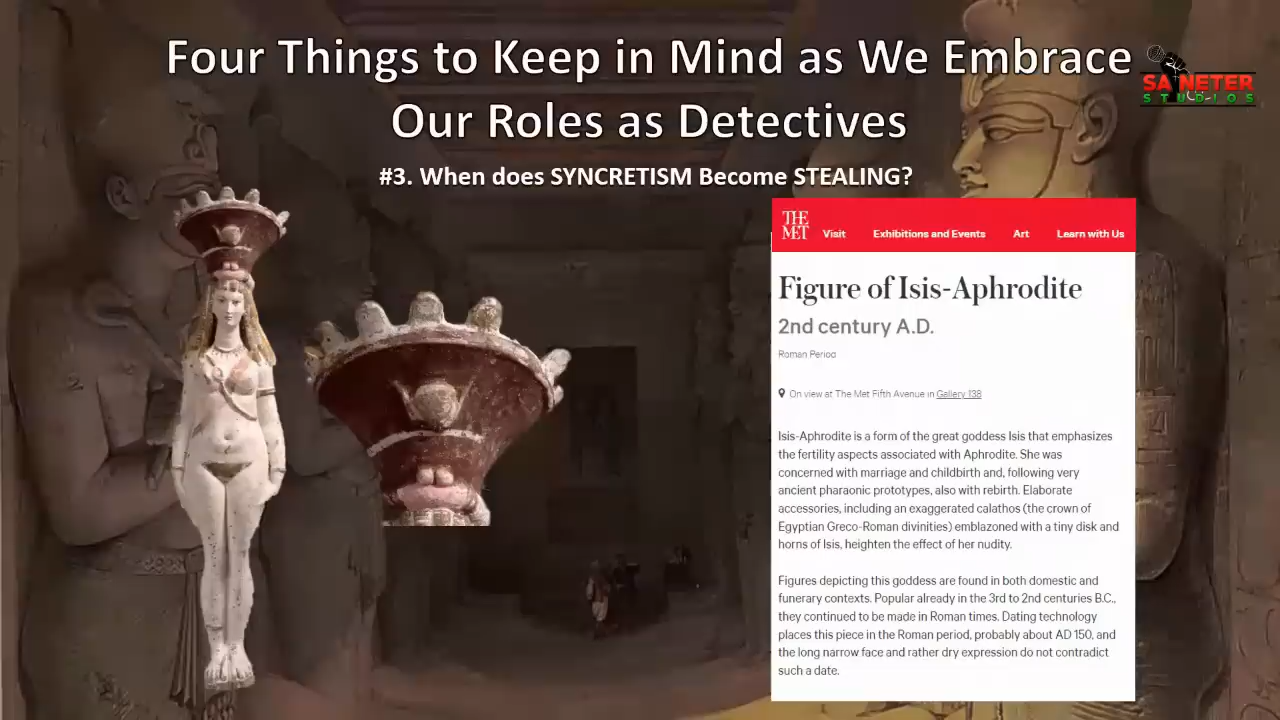 Four Things to Keep in Mind as We Embrace
Our Roles as Detectives
SANETER
STUDIOS
#3. When does SYNCRETISM Become STEALING?
THE
MET
Visit Exhibitions and Events Art Learn with Us
Figure of Isis-Aphrodite
2nd century A.D.
Roman Period
On view at The Met Fifth Avenue in Gallery 138
Isis-Aphrodite is a form of the great goddess Isis that emphasizes
the fertility aspects associated with Aphrodite. She was
concerned with marriage and childbirth and, following very
ancient pharaonic prototypes, also with rebirth. Elaborate
accessories, including an exaggerated calathos (the crown of
Egyptian Greco-Roman divinities) emblazoned with a tiny disk and
horns of Isis, heighten the effect of her nudity.
Figures depicting this goddess are found in both domestic and
funerary contexts. Popular already in the 3rd to 2nd centuries B.C.,
they continued to be made in Roman times. Dating technology
places this piece in the Roman period, probably about AD 150, and
the long narrow face and rather dry expression do not contradict
such a date.